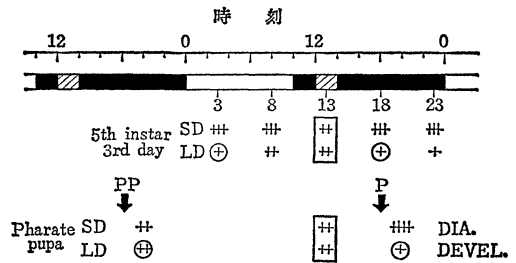 時刻
12 0 12 0
3 8 13 18 23
5th instar SD
3rd day LD
PP P
Pharate SD DIA.
pupa LD DEVEL.